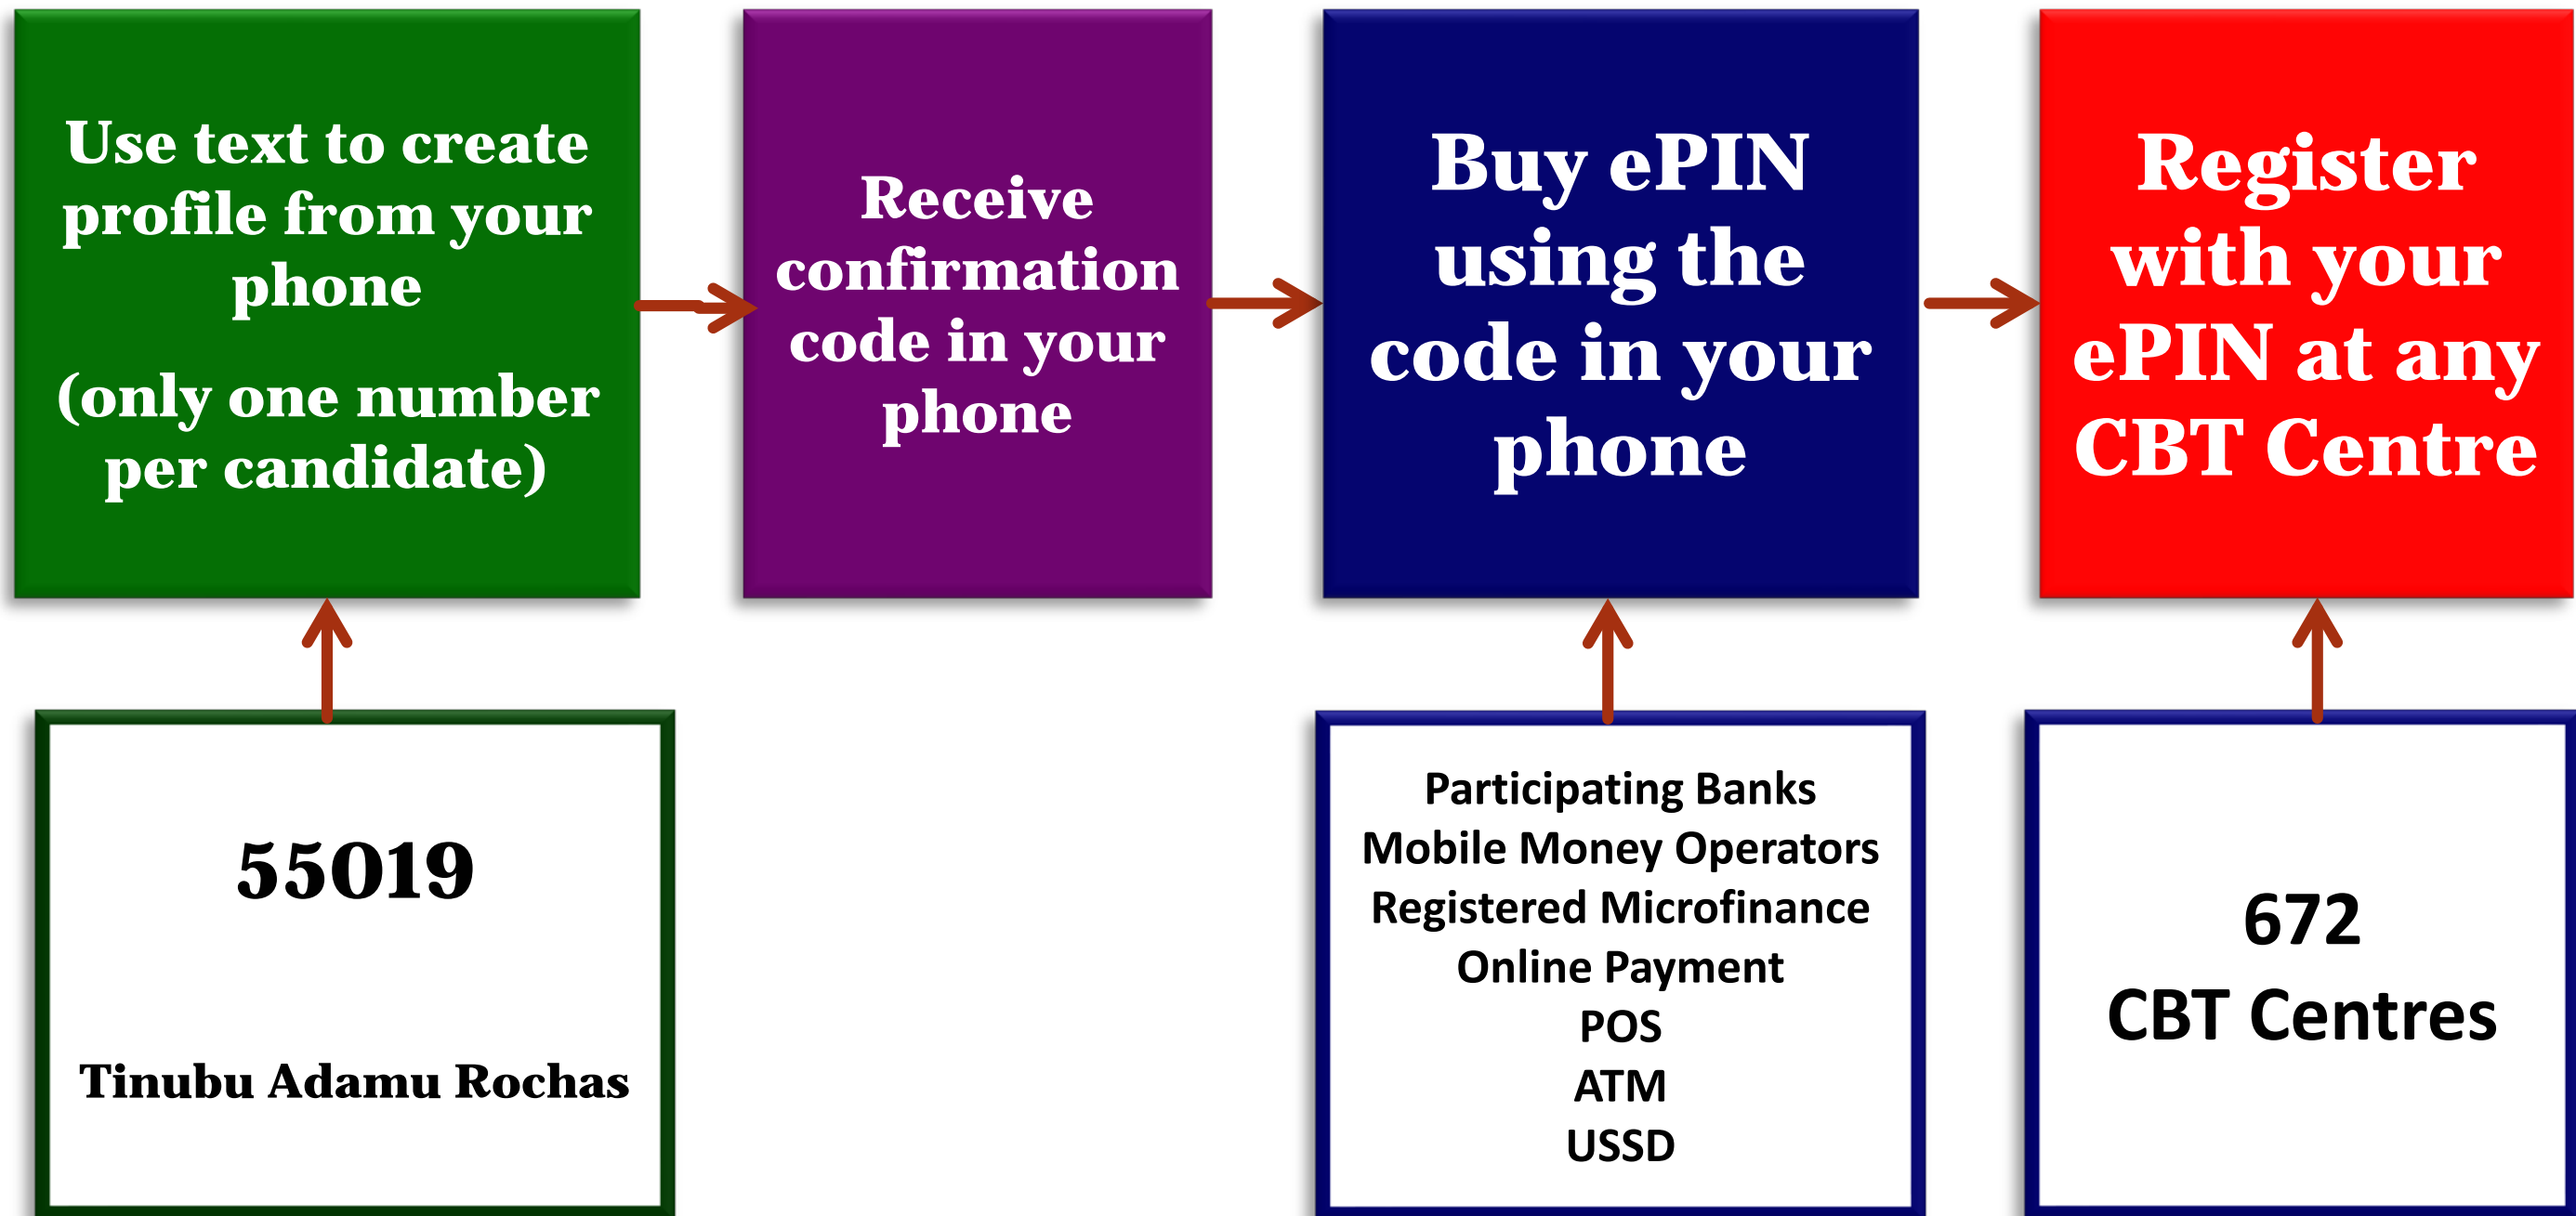 Use text to create
profile from your
phone
(only one number
per candidate)
Receive
confirmation
code in your
phone
Buy ePIN
using the
code in your
phone
Register
with your
ePIN at any
CBT Centre
55019
Tinubu Adamu Rochas
Participating Banks
Mobile Money Operators
Registered Microfinance
Online Payment
POS
ATM
USSD
672
CBT Centres